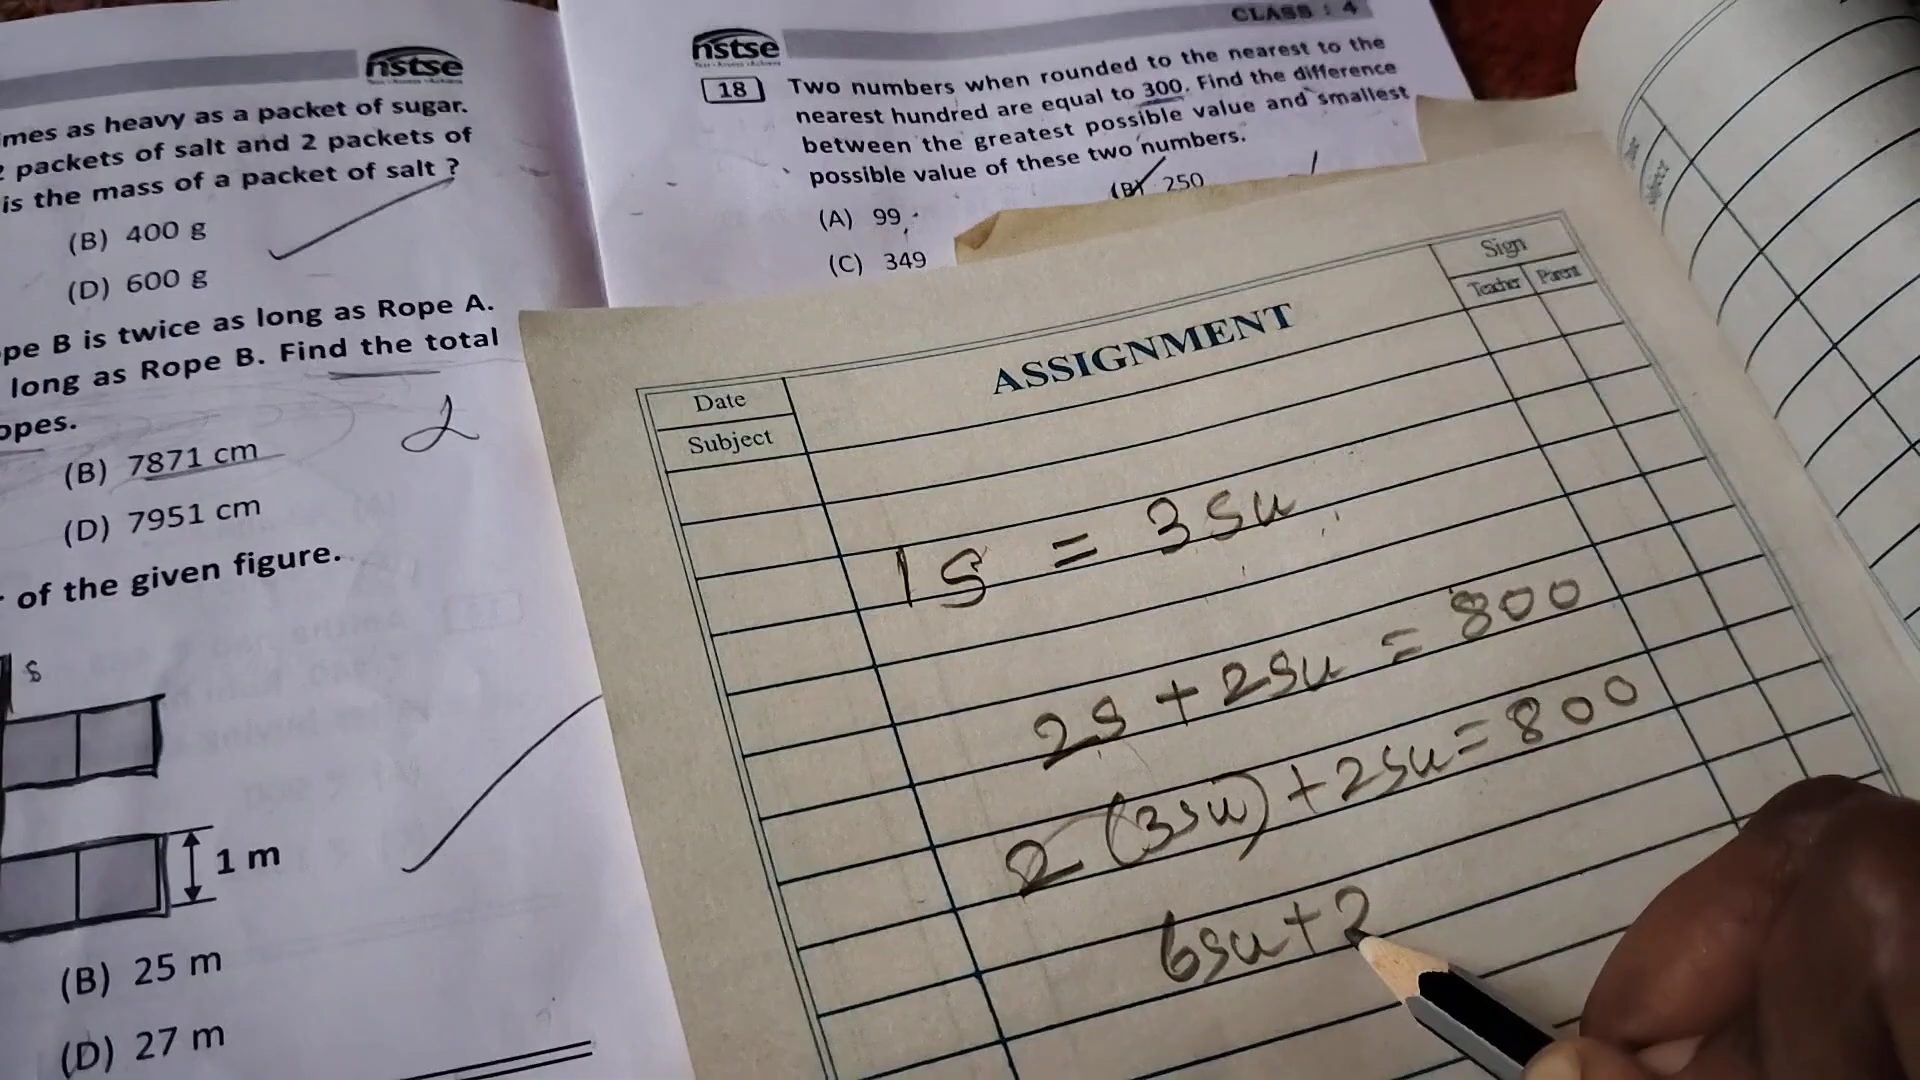 nstse
mes as heavy as a packet of sugar.
packets of salt and 2 packets of
is the mass of a packet of salt ?
(B) 400 g
(D) 600 g
pe B is twice as long as Rope A.
long as Rope B. Find the total
opes.
2
(B) 7871 cm
(D) 7951 cm
of the given figure.
s
1 m
(B) 25 m
(D) 27 m
CLASS : 4
nstse
18 Two numbers when rounded to the nearest to the
nearest hundred are equal to 300. Find the difference
between the greatest possible value and smallest
possible value of these two numbers.
(A) 99
(B) 250
(C) 349
Sign
Teacher Parent
ASSIGNMENT
Date
Subject
1s = 3su
2s + 2su = 800
2(3su)+2su=800
6su+2